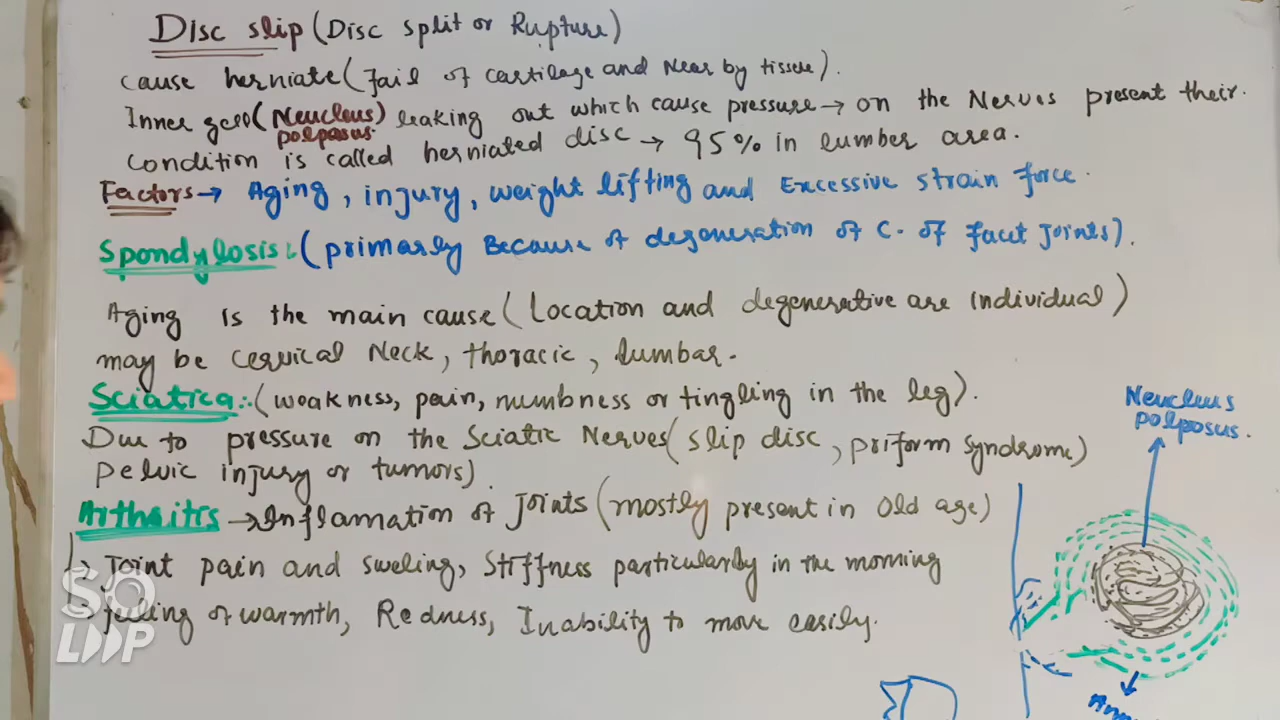 Disc slip (Disc split or Rupture)
Cause herniate (Fail of cartilage and Near by tissue).
Inner gell (Neucleus polposus) leaking out which cause pressure → on the Nerves present their.
Condition is called herniated disc → 95% in lumber area.
Factors → Aging, injury, weight lifting and Excessive strain force.
Spondylosis: (primarly Because of degeneration of C. of facet Joints).
Aging is the main cause (Location and degenerative are individual)
may be cervical Neck, thoracic, lumbar.
Sciatica:- (weakness, pain, numbness or tingling in the leg).
Due to pressure on the Sciatic Nerves (slip disc, priform syndrome)
pelvic injury or tumors).
Neucleus
polposus.
Arthritis → Inflamation of Joints (mostly present in Old age)
→ Joint pain and sweling, Stiffness particularly in the morning
→ feeling of warmth, Redness, Inability to move easily.
SO
LOOP